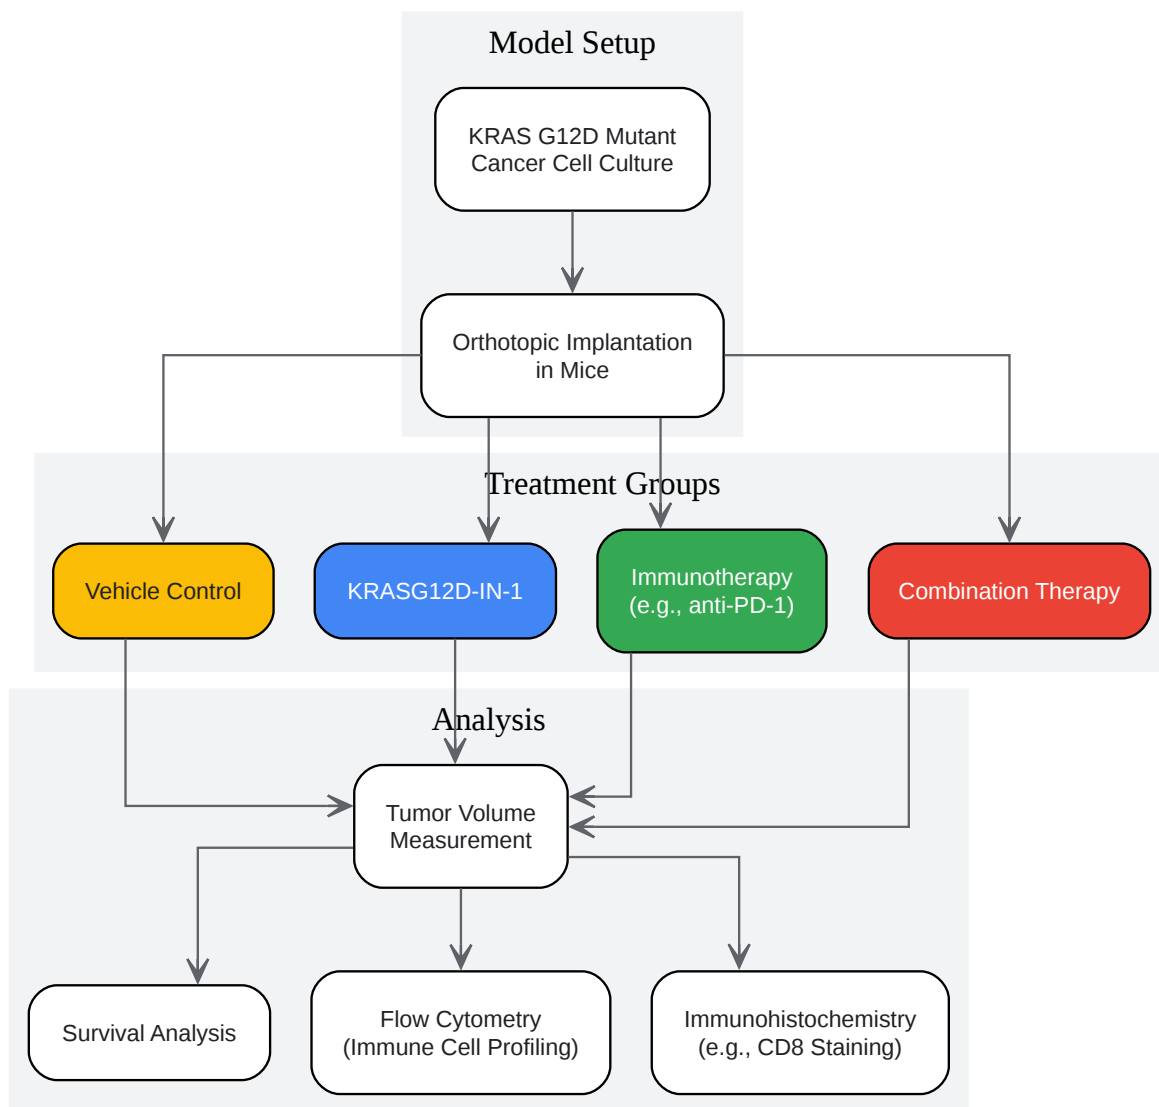 Model Setup
KRAS G12D Mutant
Cancer Cell Culture
Orthotopic Implantation
in Mice
Treatment Groups
Vehicle Control
KRASG12D-IN-1
Immunotherapy
(e.g., anti-PD-1)
Combination Therapy
Analysis
Tumor Volume
Measurement
Survival Analysis
Flow Cytometry
(Immune Cell Profiling)
Immunohistochemistry
(e.g., CD8 Staining)